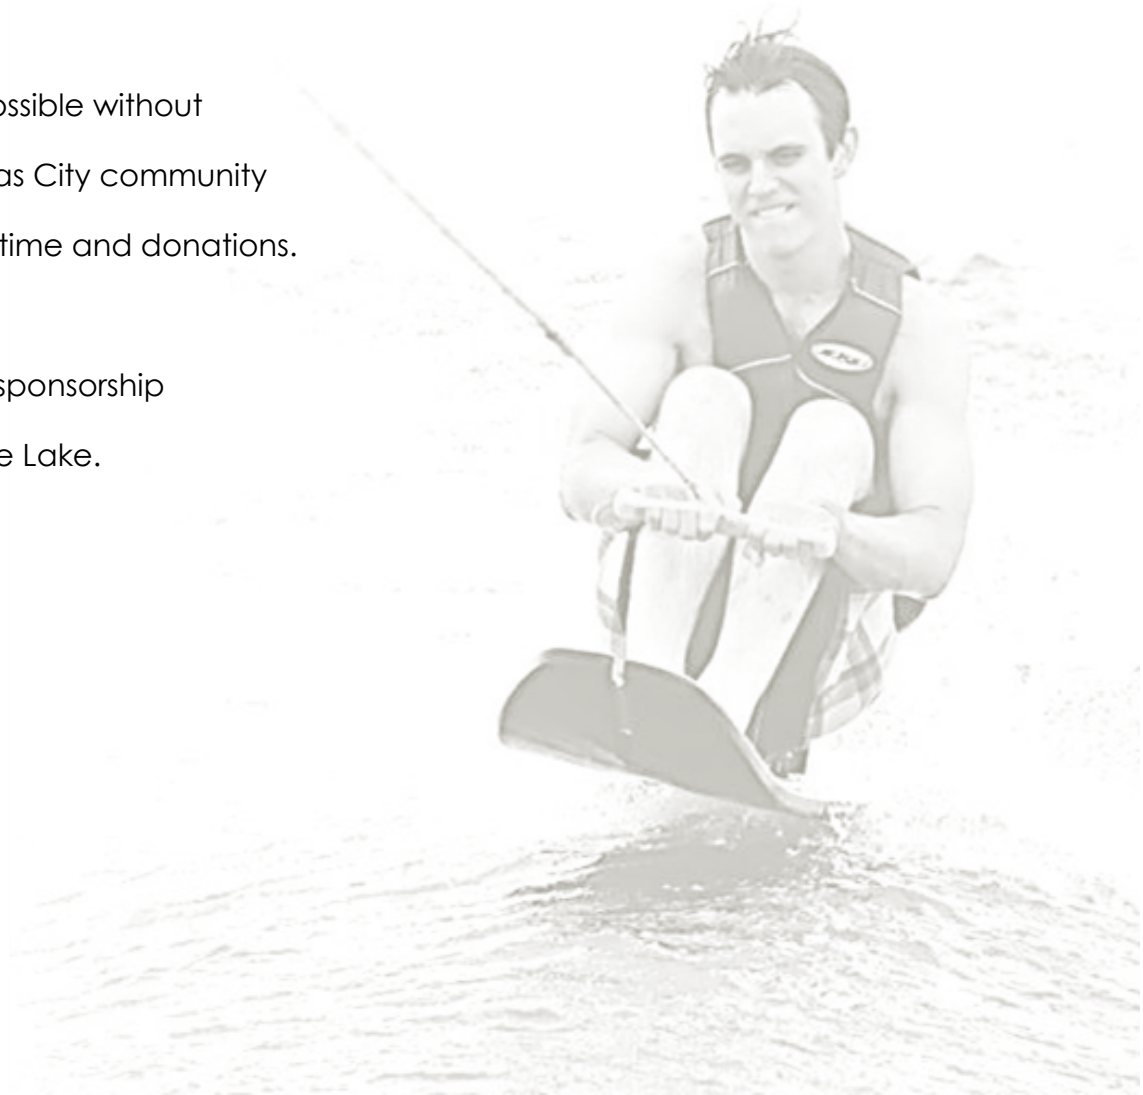 ossible without
as City community
time and donations.
sponsorship
e Lake.